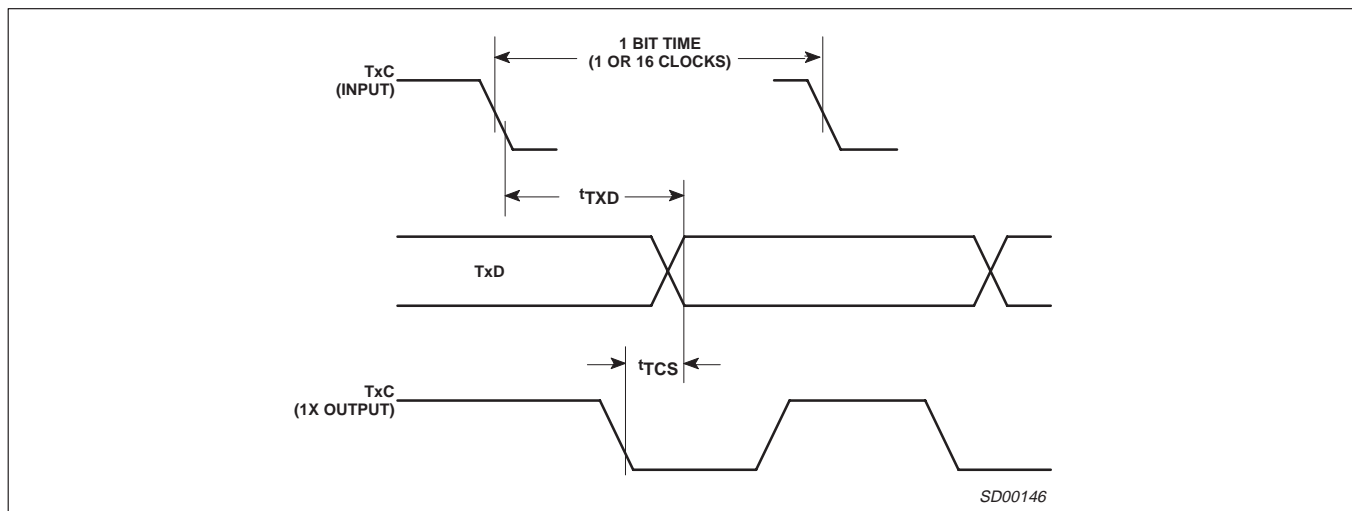 1 BIT TIME
(1 OR 16 CLOCKS)
TxC
(INPUT)
tTXD
TxD
tTCS
TxC
(1X OUTPUT)
SD00146